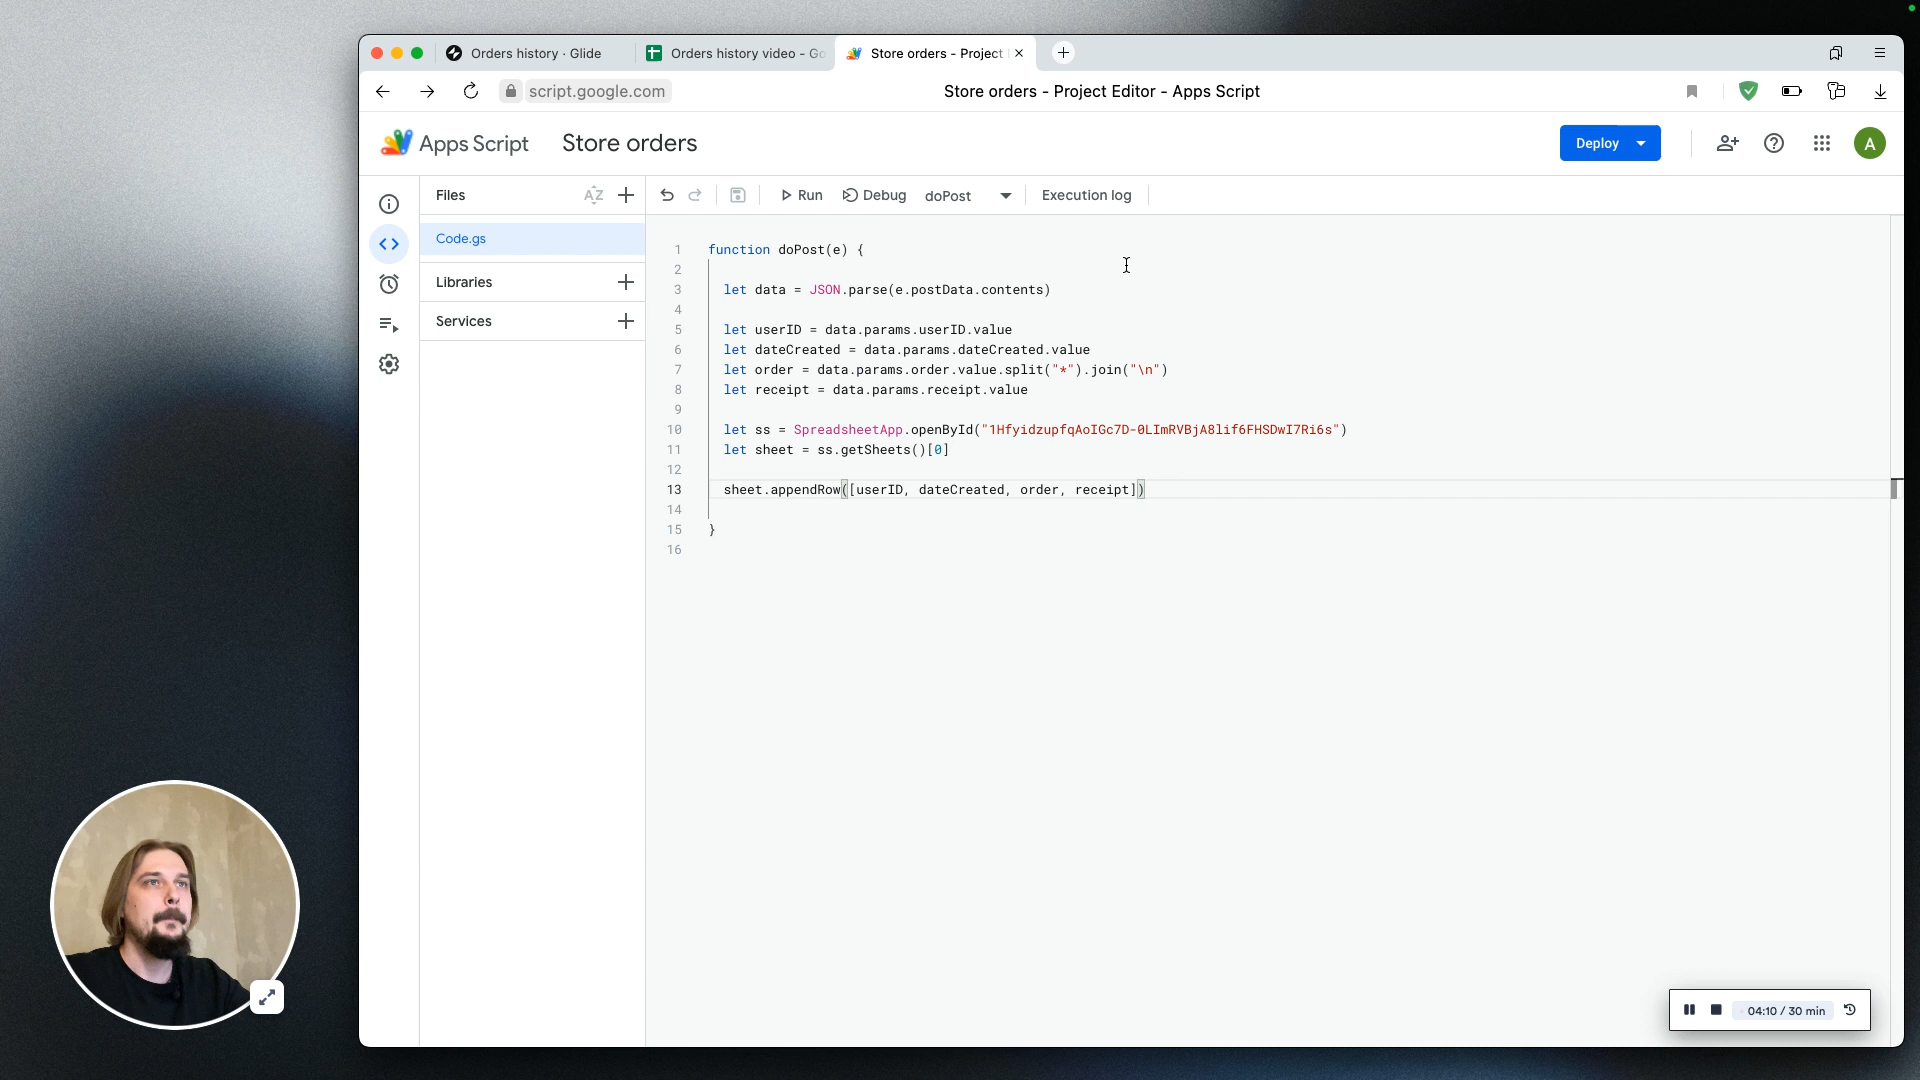 Orders history · Glide
Orders history video - Go
Store orders - Project
script.google.com
Store orders - Project Editor - Apps Script
Apps Script
Store orders
Deploy
A
Files
AZ
Run
Debug
doPost
Execution log
Code.gs
Libraries
Services
1 function doPost(e) {
2
3 let data = JSON.parse(e.postData.contents)
4
5 let userID = data.params.userID.value
6 let dateCreated = data.params.dateCreated.value
7 let order = data.params.order.value.split("*").join("\n")
8 let receipt = data.params.receipt.value
9
10 let ss = SpreadsheetApp.openById("1HfyidzupfqAoIGc7D-0LImRVBjA8lif6FHSDwI7Ri6s")
11 let sheet = ss.getSheets()[0]
12
13 sheet.appendRow([userID, dateCreated, order, receipt])
14
15 }
16
04:10 / 30 min